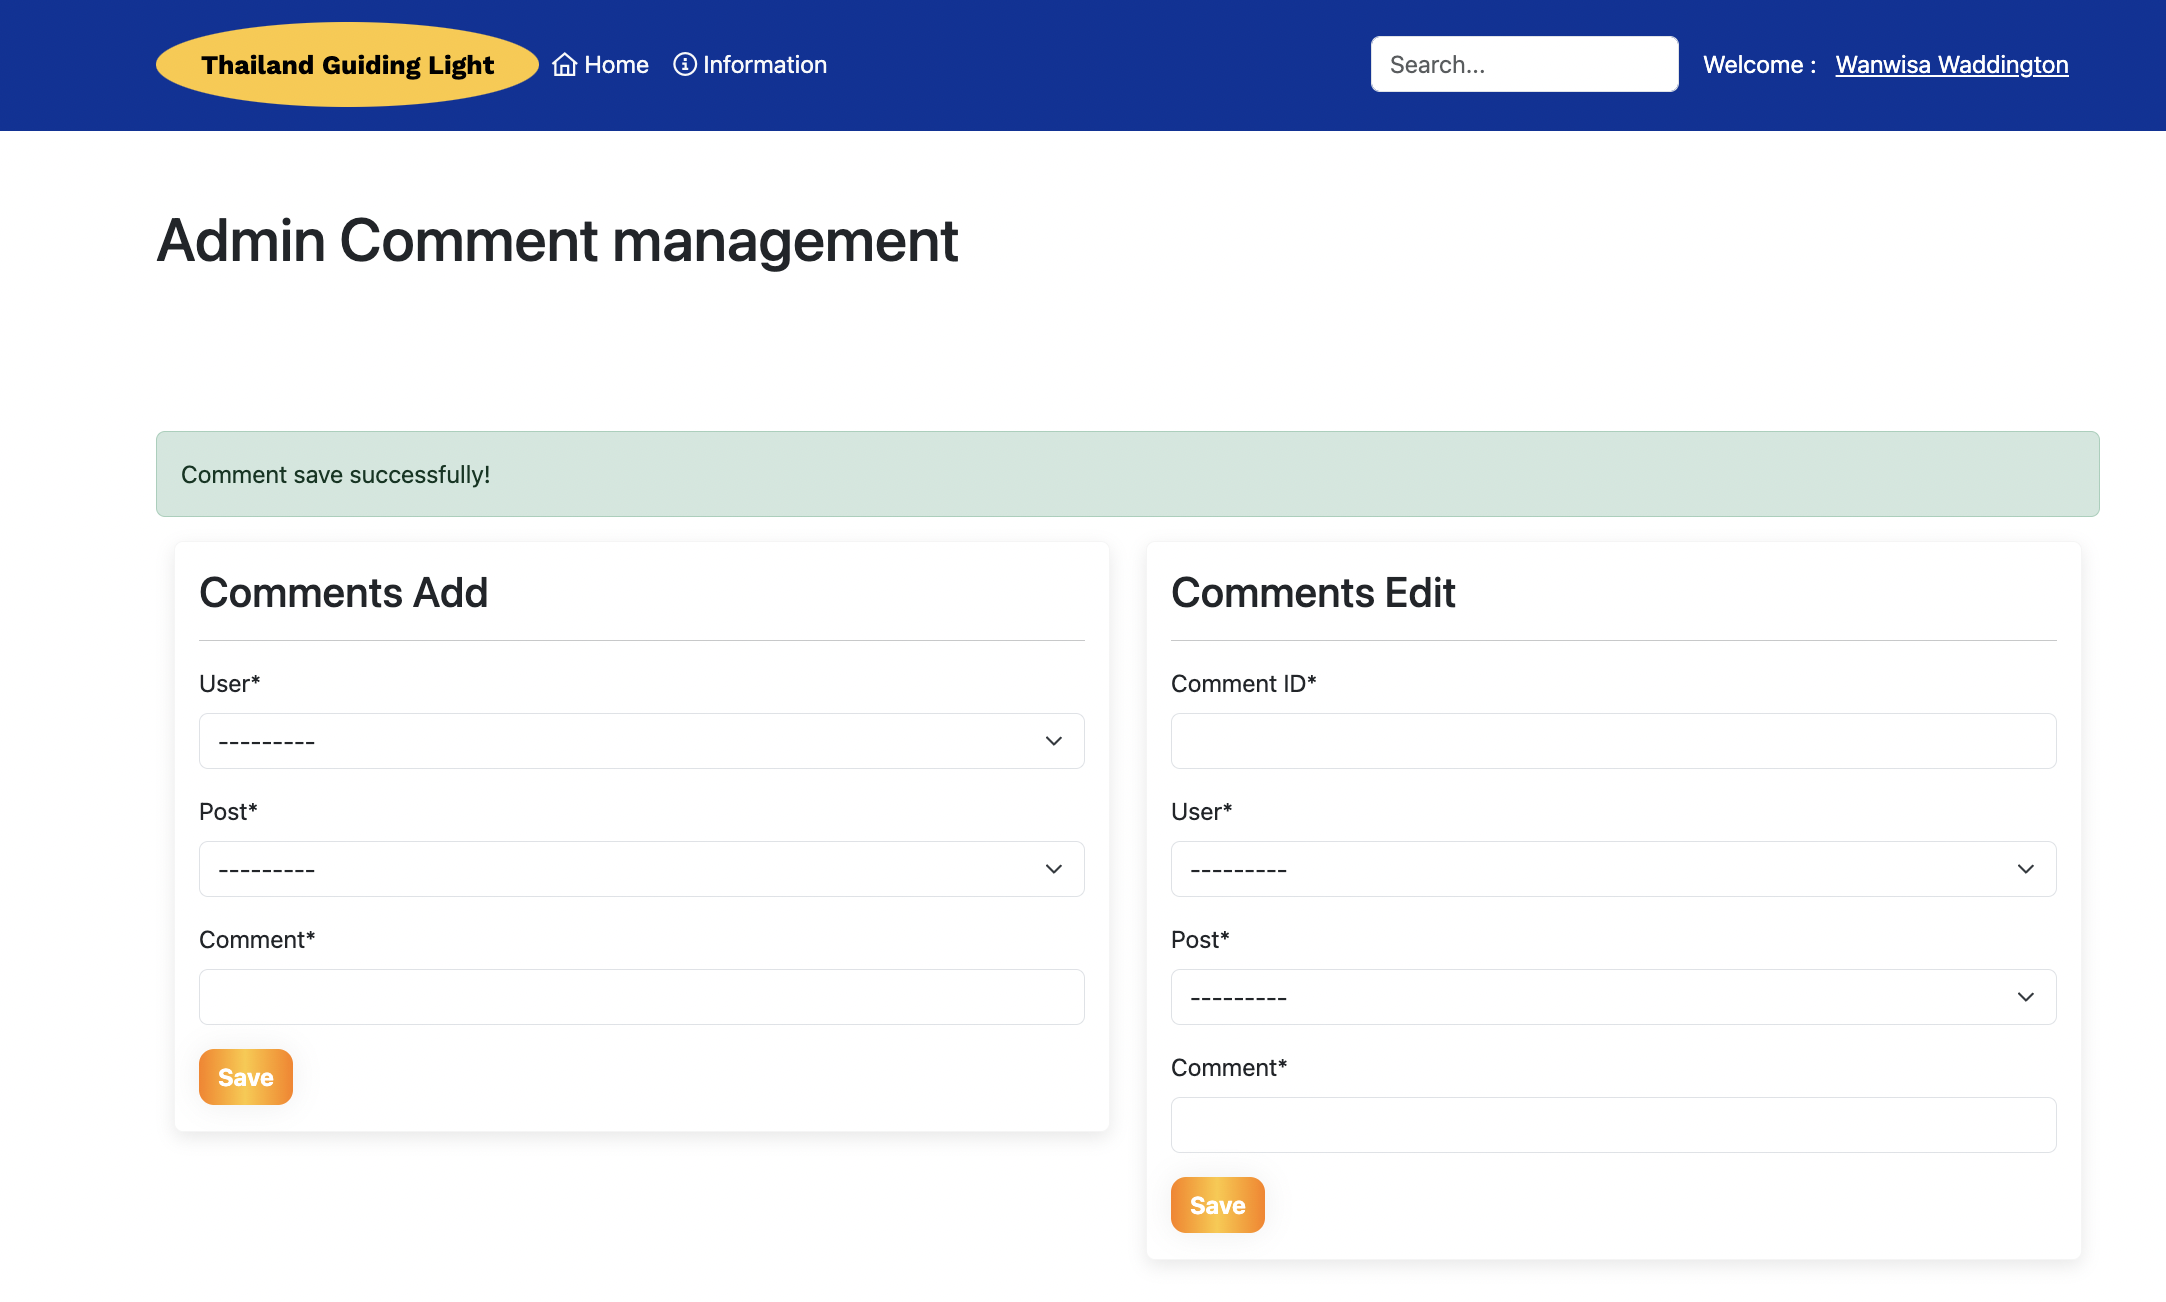 Thailand Guiding Light Home Information Search... Welcome : Wanwisa Waddington
Admin Comment management
Comment save successfully!
Comments Add
User*
---------
Post*
---------
Comment*
Save
Comments Edit
Comment ID*
User*
---------
Post*
---------
Comment*
Save